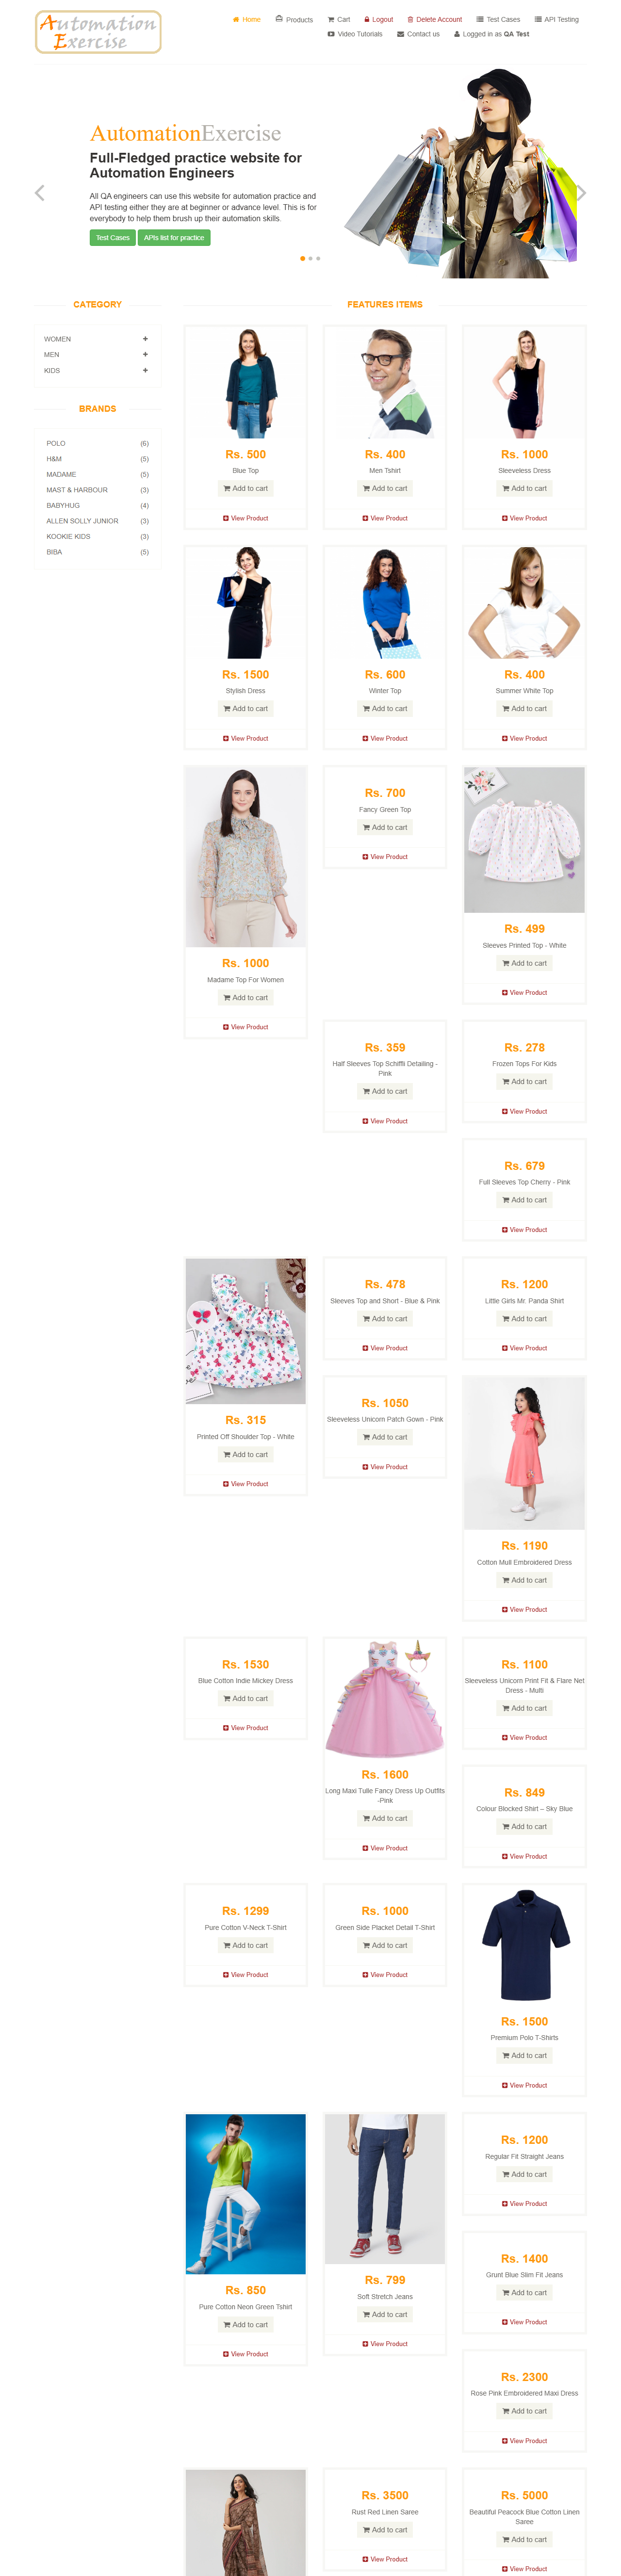 Automation
Exercise
Home
Products
Cart
Logout
Delete Account
Test Cases
API Testing
Video Tutorials
Contact us
Logged in as QA Test
AutomationExercise
Full-Fledged practice website for
Automation Engineers
All QA engineers can use this website for automation practice and
API testing either they are at beginner or advance level. This is for
everybody to help them brush up their automation skills.
Test Cases
APIs list for practice
CATEGORY
WOMEN
MEN
KIDS
BRANDS
POLO (6)
H&M (5)
MADAME (5)
MAST & HARBOUR (3)
BABYHUG (4)
ALLEN SOLLY JUNIOR (3)
KOOKIE KIDS (3)
BIBA (5)
FEATURES ITEMS
Rs. 500
Blue Top
Add to cart
View Product
Rs. 400
Men Tshirt
Add to cart
View Product
Rs. 1000
Sleeveless Dress
Add to cart
View Product
Rs. 1500
Stylish Dress
Add to cart
View Product
Rs. 600
Winter Top
Add to cart
View Product
Rs. 400
Summer White Top
Add to cart
View Product
Rs. 1000
Madame Top For Women
Add to cart
View Product
Rs. 700
Fancy Green Top
Add to cart
View Product
Rs. 499
Sleeves Printed Top - White
Add to cart
View Product
Rs. 359
Half Sleeves Top Schiffli Detailing -
Pink
Add to cart
View Product
Rs. 278
Frozen Tops For Kids
Add to cart
View Product
Rs. 679
Full Sleeves Top Cherry - Pink
Add to cart
View Product
Rs. 315
Printed Off Shoulder Top - White
Add to cart
View Product
Rs. 478
Sleeves Top and Short - Blue & Pink
Add to cart
View Product
Rs. 1200
Little Girls Mr. Panda Shirt
Add to cart
View Product
Rs. 1050
Sleeveless Unicorn Patch Gown - Pink
Add to cart
View Product
Rs. 1190
Cotton Mull Embroidered Dress
Add to cart
View Product
Rs. 1530
Blue Cotton Indie Mickey Dress
Add to cart
View Product
Rs. 1600
Long Maxi Tulle Fancy Dress Up Outfits
-Pink
Add to cart
View Product
Rs. 1100
Sleeveless Unicorn Print Fit & Flare Net
Dress - Multi
Add to cart
View Product
Rs. 849
Colour Blocked Shirt – Sky Blue
Add to cart
View Product
Rs. 1299
Pure Cotton V-Neck T-Shirt
Add to cart
View Product
Rs. 1000
Green Side Placket Detail T-Shirt
Add to cart
View Product
Rs. 1500
Premium Polo T-Shirts
Add to cart
View Product
Rs. 850
Pure Cotton Neon Green Tshirt
Add to cart
View Product
Rs. 799
Soft Stretch Jeans
Add to cart
View Product
Rs. 1200
Regular Fit Straight Jeans
Add to cart
View Product
Rs. 1400
Grunt Blue Slim Fit Jeans
Add to cart
View Product
Rs. 2300
Rose Pink Embroidered Maxi Dress
Add to cart
View Product
Rs. 3500
Rust Red Linen Saree
Add to cart
View Product
Rs. 5000
Beautiful Peacock Blue Cotton Linen
Saree
Add to cart
View Product